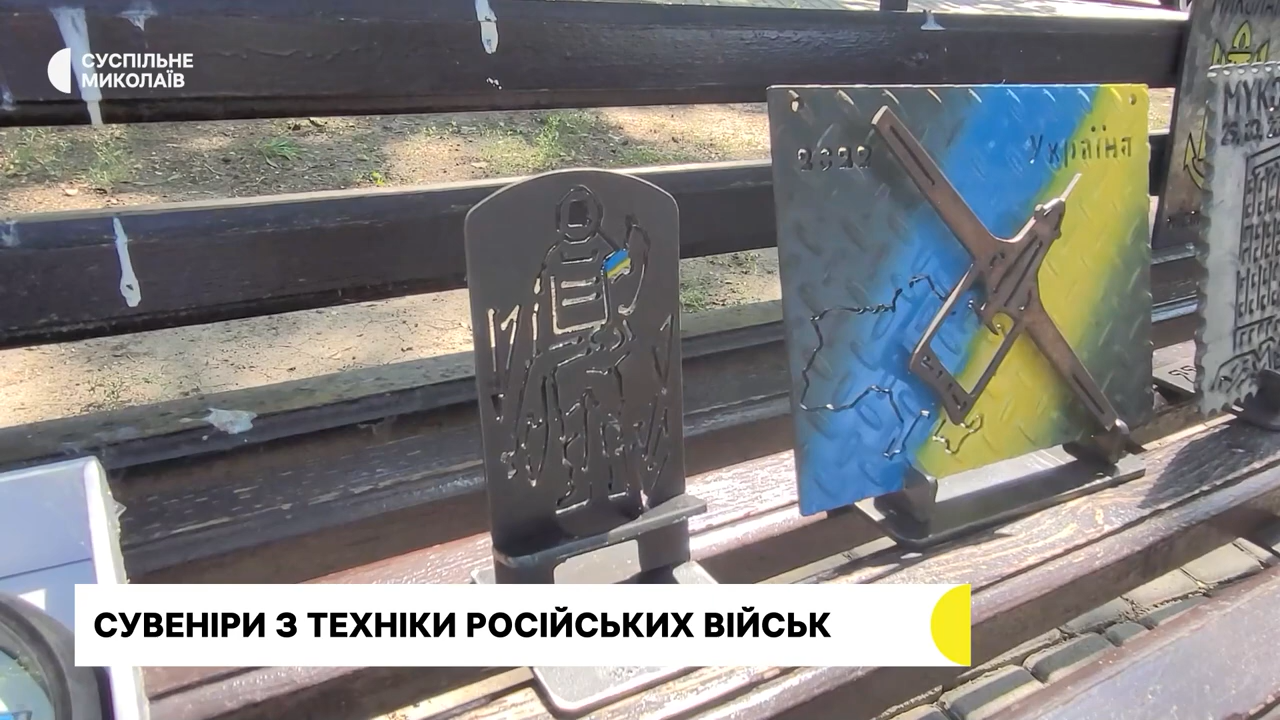 СУСПІЛЬНЕ
МИКОЛАЇВ
2022
Україна
СУВЕНІРИ З ТЕХНІКИ РОСІЙСЬКИХ ВІЙСЬК